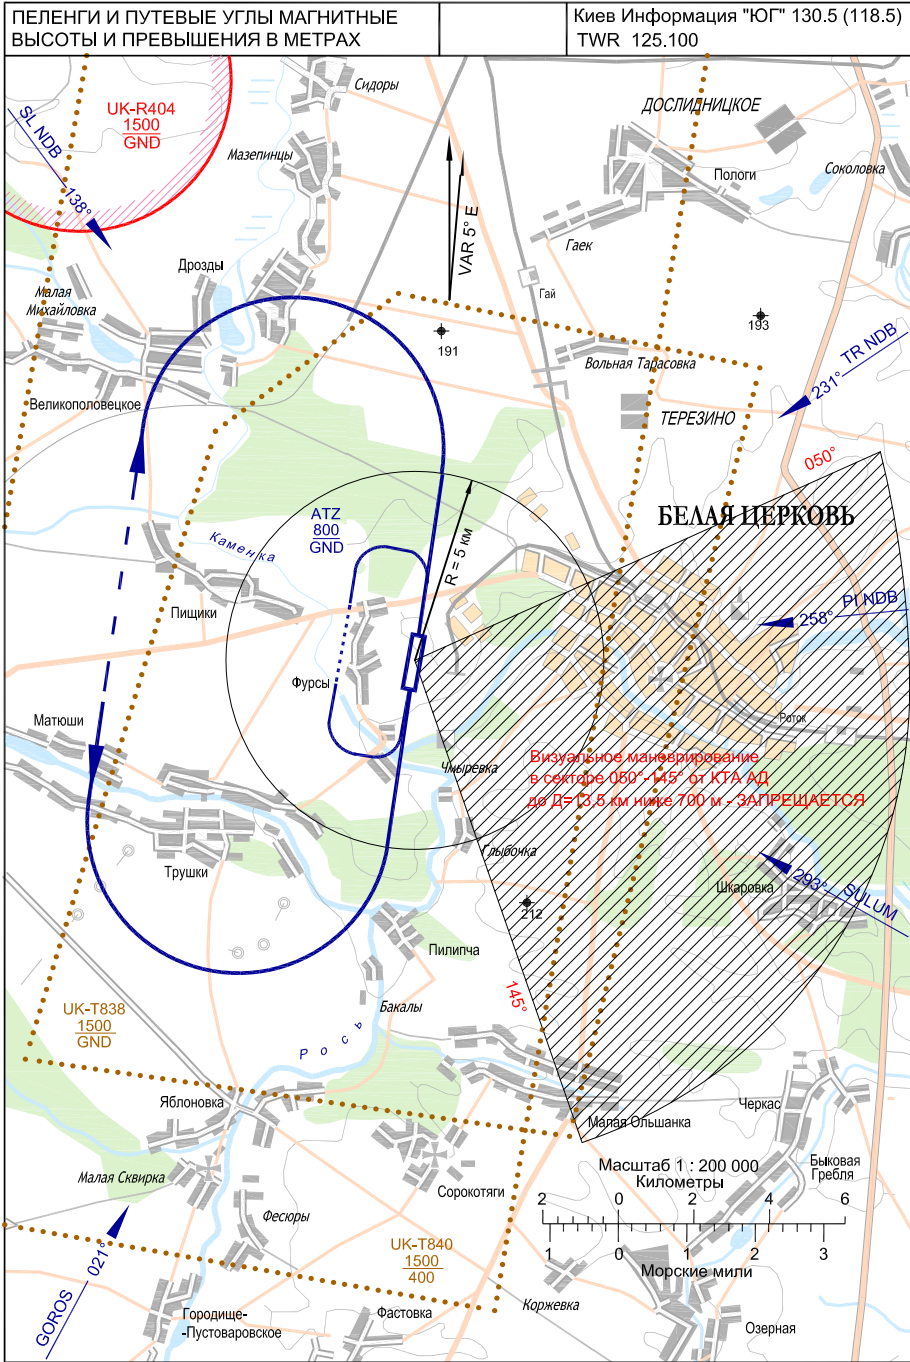 ПЕЛЕНГИ И ПУТЕВЫЕ УГЛЫ МАГНИТНЫЕ
ВЫСОТЫ И ПРЕВЫШЕНИЯ В МЕТРАХ
Киев Информация "ЮГ" 130.5 (118.5)
TWR 125.100
UK-R404
1500
GND
SL NDB
138°
Сидоры
Мазепинцы
ДОСЛИДНИЦКОЕ
Пологи
Соколовка
Гаек
VAR 5° E
Дрозды
Гай
Малая
Михайловка
191
193
Вольная Тарасовка
231° TR NDB
Великополовецкое
ТЕРЕЗИНО
050°
БЕЛАЯ ЦЕРКОВЬ
ATZ
800
GND
Каменка
R = 5 км
Пищики
258° PI NDB
Фурсы
Матюши
Роток
Чмыревка
Визуальное маневрирование
в секторе 050°-145° от КТА АД
до Д=13.5 км ниже 700 м - ЗАПРЕЩАЕТСЯ
Глыбочка
Трушки
Шкаровка
293° SULUM
212
Пилипча
145°
UK-T838
1500
GND
Бакалы
Рось
Яблоновка
Черкас
Малая Ольшанка
Малая Сквирка
Сорокотяги
Быковая
Гребля
Масштаб 1 : 200 000
Километры
2 0 2 4 6
1 0 1 2 3
Морские мили
Фесюры
UK-T840
1500
400
GOROS 021°
Городище-
-Пустоваровское
Фастовка
Коржевка
Озерная